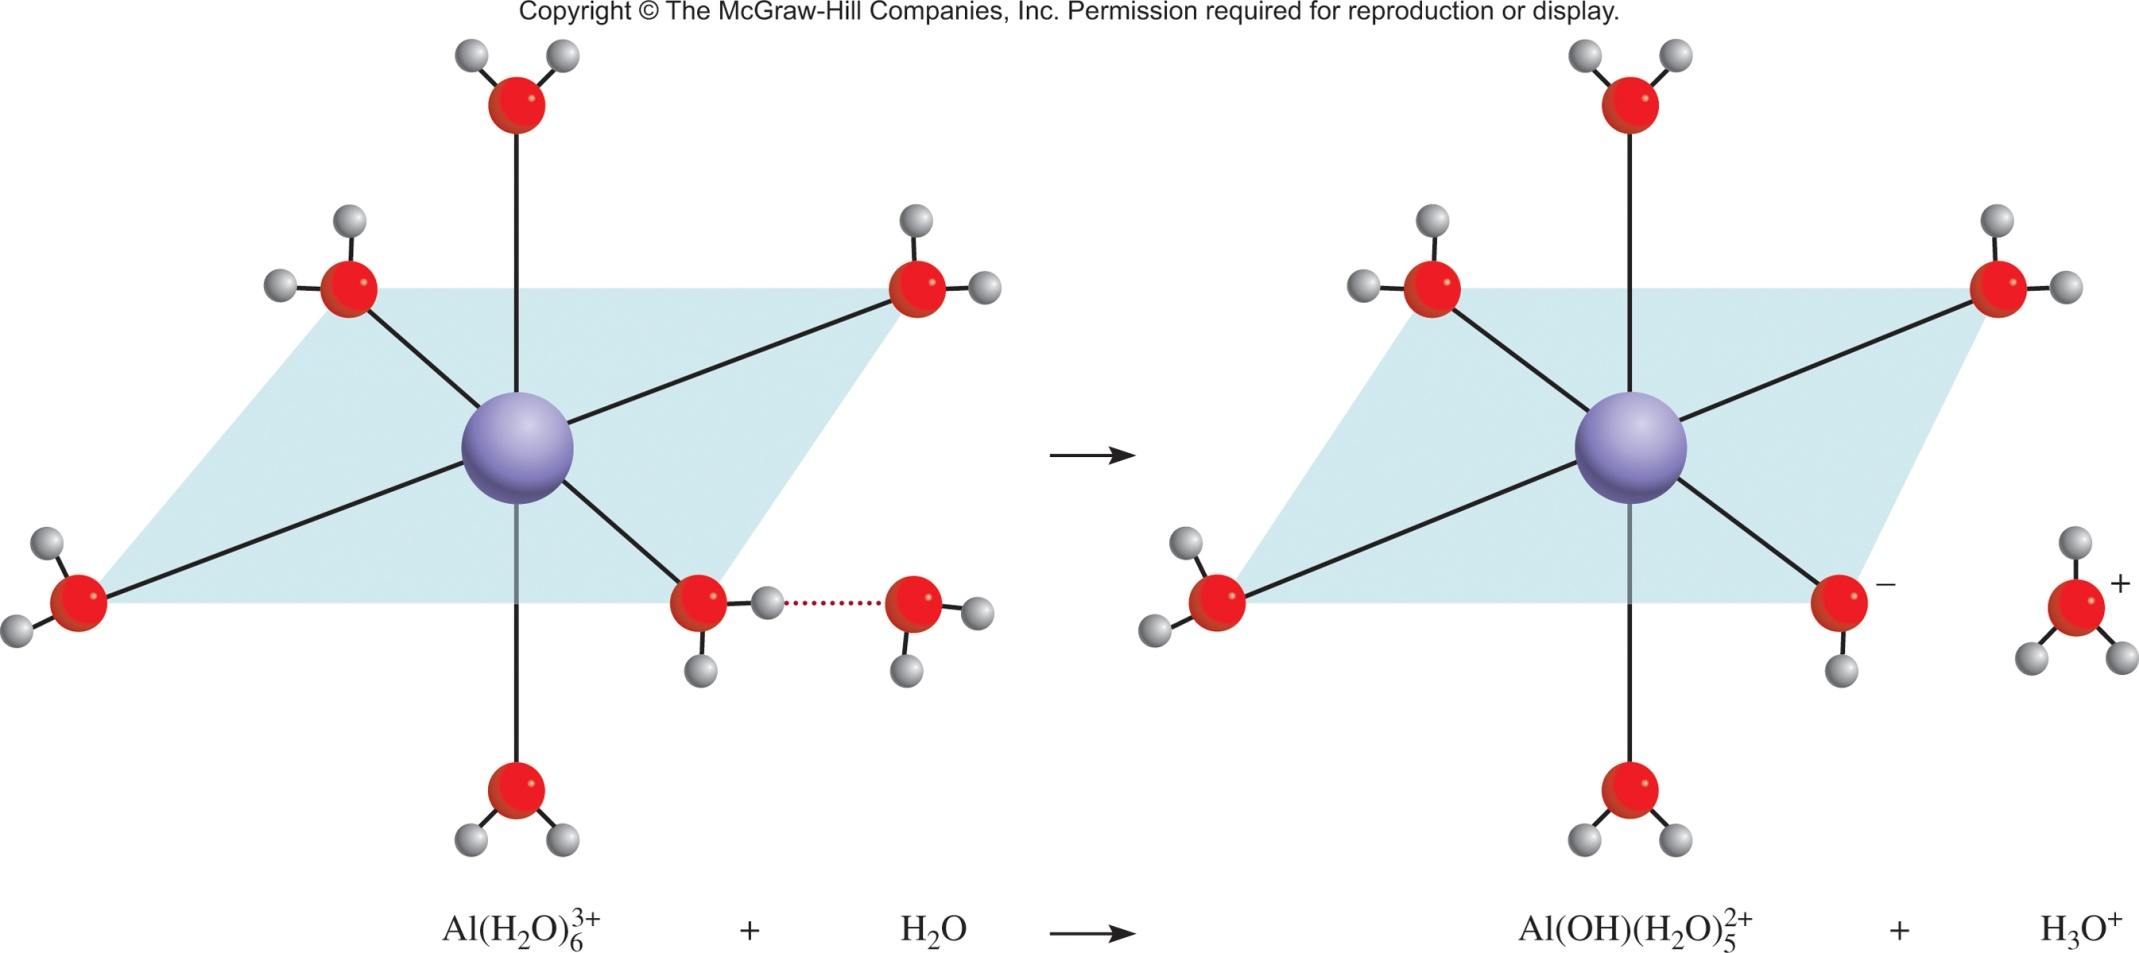 Copyright © The McGraw-Hill Companies, Inc. Permission required for reproduction or display.
− +
Al(H₂O)₆³⁺ + H₂O ⟶ Al(OH)(H₂O)₅²⁺ + H₃O⁺